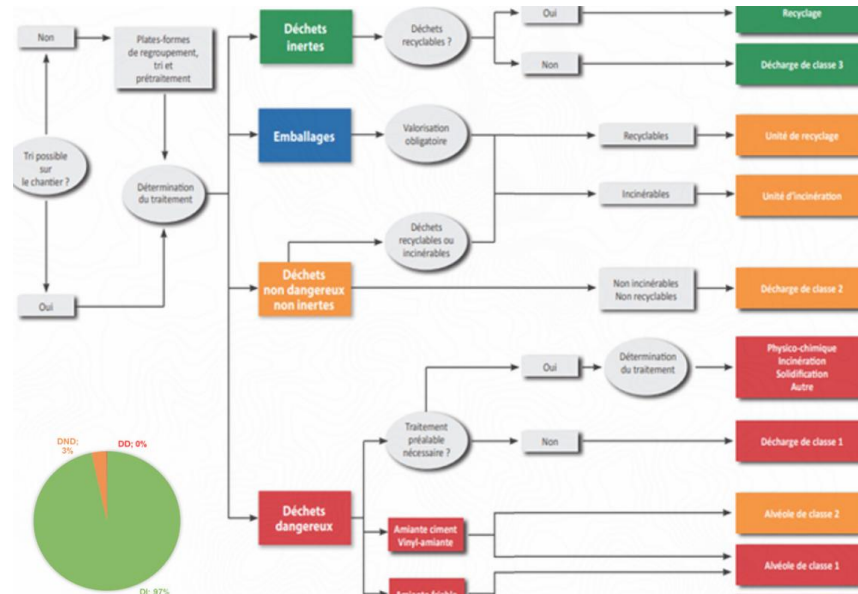 Non
Plates-formes
de regroupement,
tri et
prétraitement
Tri possible
sur
le chantier ?
Détermination
du traitement
Oui
Déchets
inertes
Déchets
recyclables ?
Oui
Recyclage
Non
Décharge de classe 3
Emballages
Valorisation
obligatoire
Recyclables
Unité de recyclage
Incinérables
Unité d'incinération
Déchets
recyclables ou
incinérables
Déchets
non dangereux
non inertes
Non incinérables
Non recyclables
Décharge de classe 2
Déchets
dangereux
Traitement
préalable
nécessaire ?
Oui
Détermination
du traitement
Physico-chimique
Incinération
Solidification
Autre
Non
Décharge de classe 1
Amiante ciment
Vinyl-amiante
Alvéole de classe 2
Alvéole de classe 1
Amiante friable
DND;
3%
DD; 0%
DI; 97%